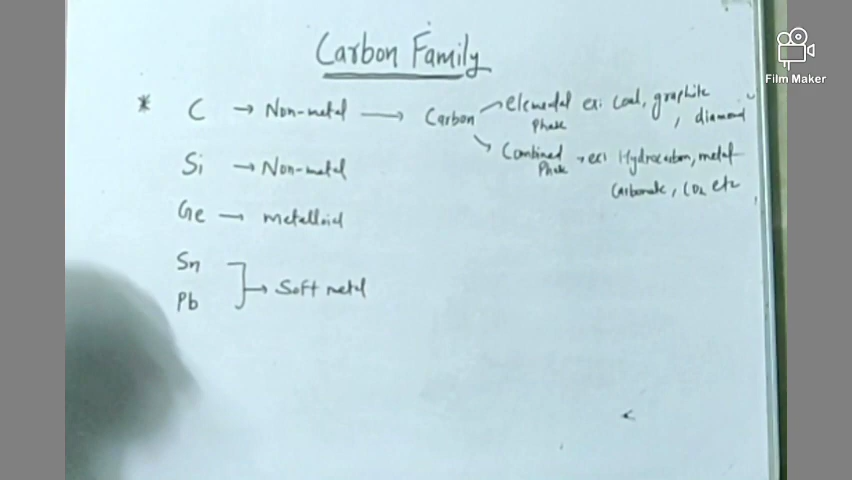 Carbon Family
* C → Non-metal → Carbon → elemental Phase ex: Coal, graphite, diamond
→ Combined Phase → ex: Hydrocarbon, metal Carbonate, CO2 etc
Si → Non-metal
Ge → metalloid
Sn
Pb → Soft metal
Film Maker